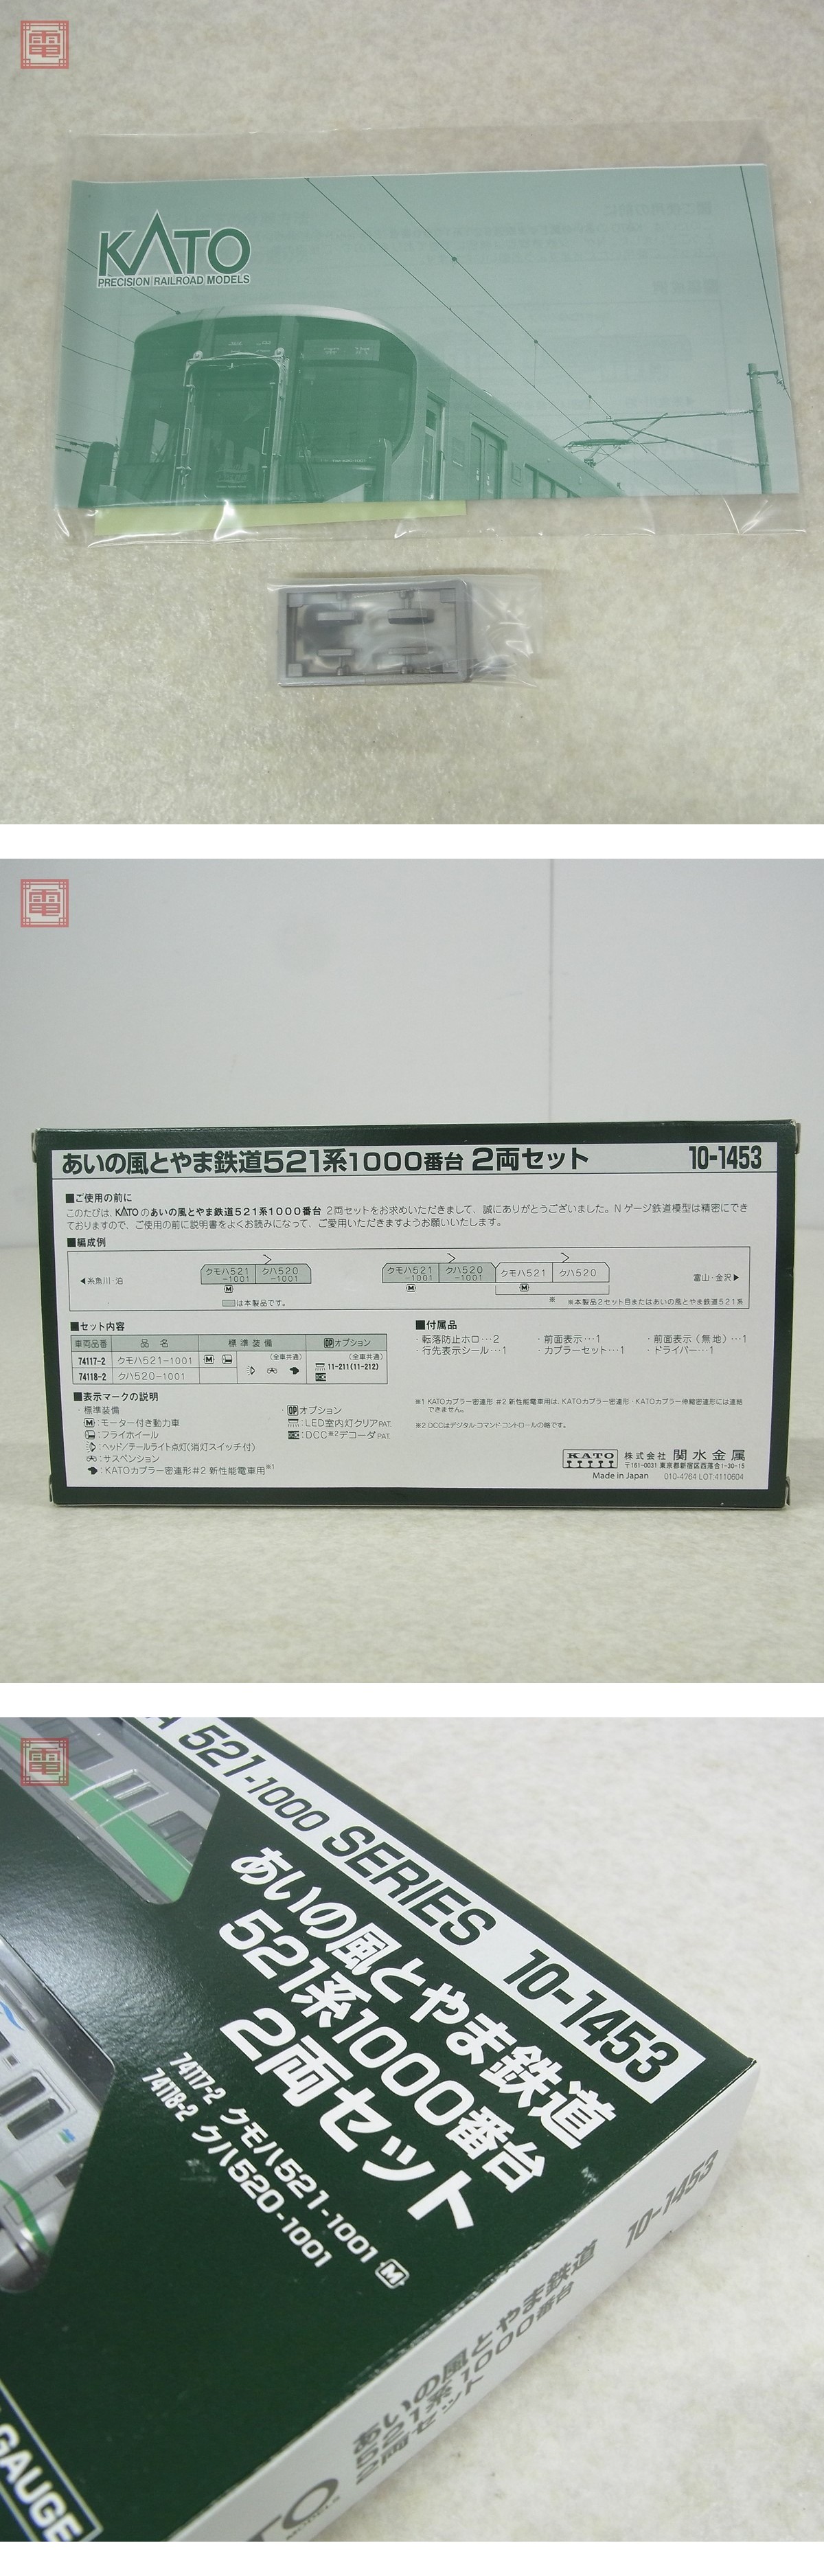 電
KATO
PRECISION RAILROAD MODELS
電
あいの風とやま鉄道521系1000番台 2両セット 10-1453
■ご使用の前に
このたびは、KATOのあいの風とやま鉄道521系1000番台 2両セットをお求めいただきまして、誠にありがとうございました。Nゲージ鉄道模型は精密にでき
ておりますので、ご使用の前に説明書をよくお読みになって、ご愛用いただきますようお願いいたします。
■編成例
◀糸魚川・泊
クモハ521-1001 クハ520-1001
M
は本製品です。
クモハ521-1001 クハ520-1001 クモハ521 クハ520
M M
富山・金沢▶
※ ※本製品2セット目またはあいの風とやま鉄道521系
■セット内容
車両品番 品 名 標 準 装 備 OPオプション
74117-2 クモハ521-1001 M (全車共通) (全車共通) 11-211(11-212)
74118-2 クハ520-1001
■付属品
・転落防止ホロ…2 ・前面表示…1 ・前面表示(無地)…1
・行先表示シール…1 ・カプラーセット…1 ・ドライバー…1
■表示マークの説明
・標準装備
M:モーター付き動力車
:フライホイール
:ヘッド/テールライト点灯(消灯スイッチ付)
:サスペンション
:KATOカプラー密連形#2 新性能電車用※1
・OPオプション
:LED室内灯クリアPAT.
:DCC※2デコーダPAT.
※1 KATOカプラー密連形 #2 新性能電車用は、KATOカプラー密連形・KATOカプラー伸縮密連形には連結
できません。
※2 DCCはデジタル・コマンド・コントロールの略です。
KATO 株式会社 関水金属
〒161-0031 東京都新宿区西落合1-30-15
Made in Japan 010-4764 LOT:4110604
電
A 521-1000 SERIES 10-1453
あいの風とやま鉄道
521系1000番台
2両セット
74117-2 クモハ521-1001 M
74118-2 クハ520-1001
GAUGE
あいの風とやま鉄道 10-1453
521系1000番台
2両セット
TO
MODELS